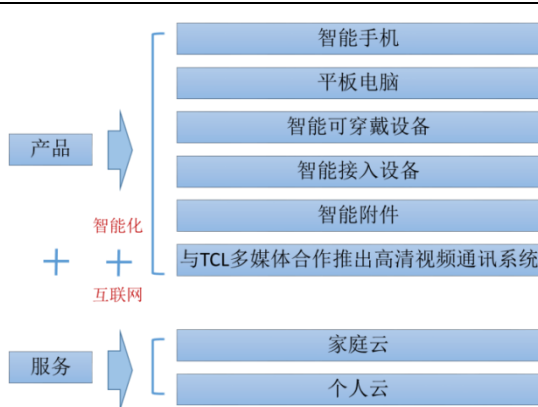 智能手机
平板电脑
智能可穿戴设备
产品
智能接入设备
智能附件
智能化
＋ ＋
与TCL多媒体合作推出高清视频通讯系统
互联网
家庭云
服务
个人云